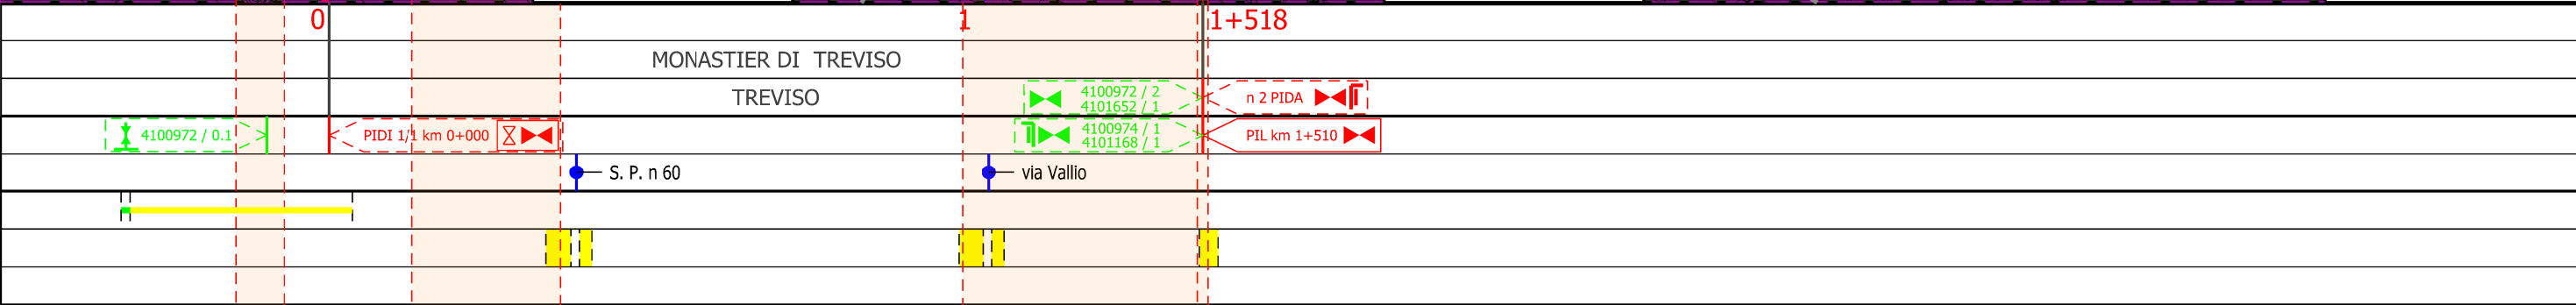 0
1
1+518
MONASTIER DI TREVISO
TREVISO
4100972 / 2
4101652 / 1
n 2 PIDA
4100972 / 0.1
PIDI 1/1 km 0+000
4100974 / 1
4101168 / 1
PIL km 1+510
S. P. n 60
via Vallio